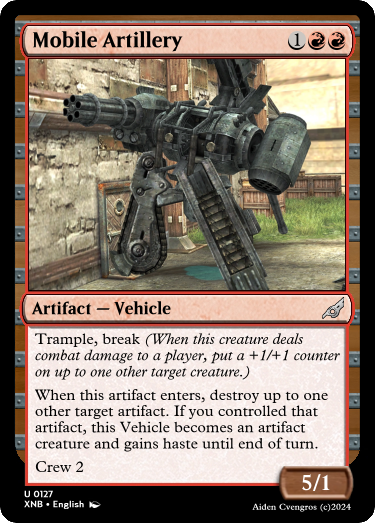 Mobile Artillery 1
Artifact — Vehicle
Trample, break (When this creature deals
combat damage to a player, put a +1/+1 counter
on up to one other target creature.)
When this artifact enters, destroy up to one
other target artifact. If you controlled that
artifact, this Vehicle becomes an artifact
creature and gains haste until end of turn.
Crew 2
5/1
U 0127
XNB • English
Aiden Cvengros (c)2024